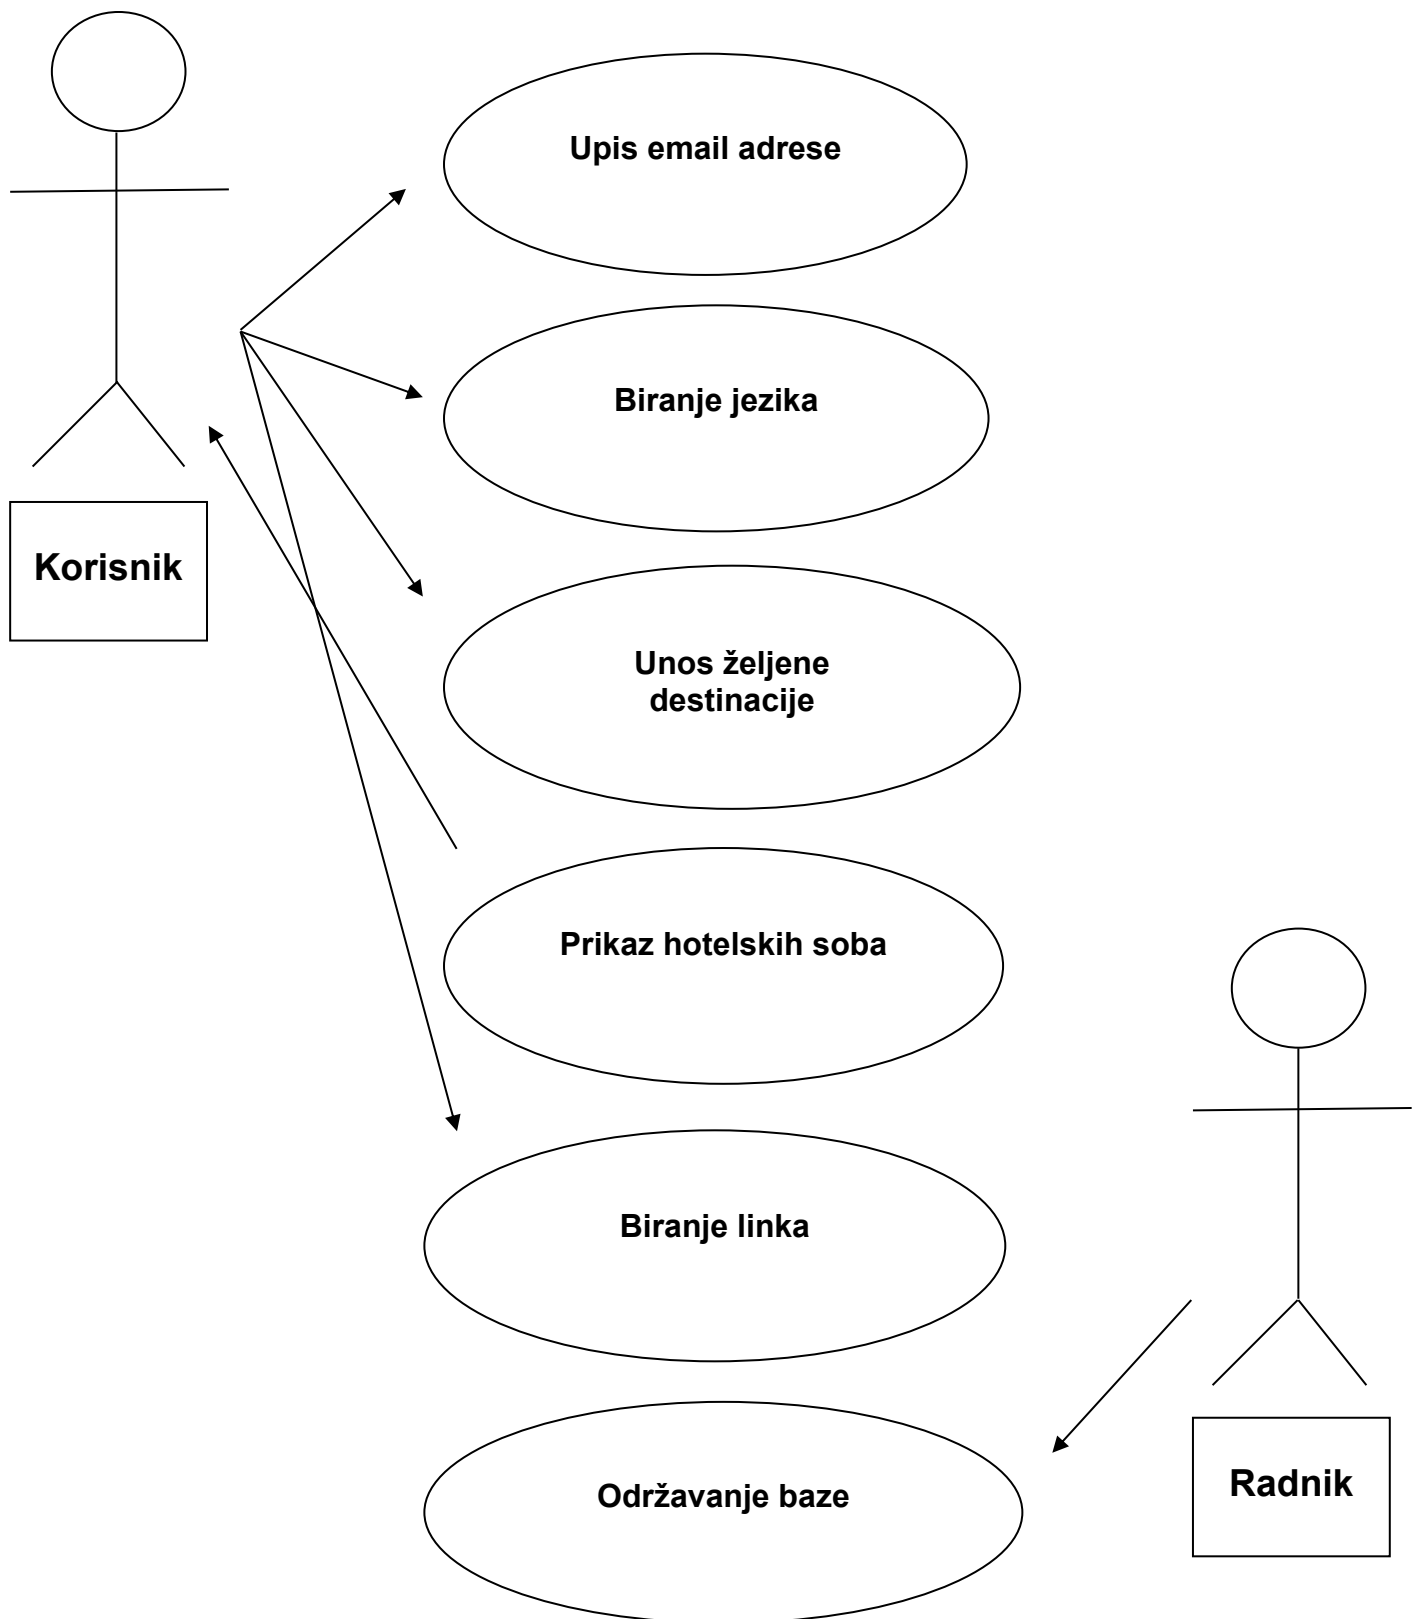 Upis email adrese
Biranje jezika
Korisnik
Unos željene
destinacije
Prikaz hotelskih soba
Biranje linka
Radnik
Održavanje baze